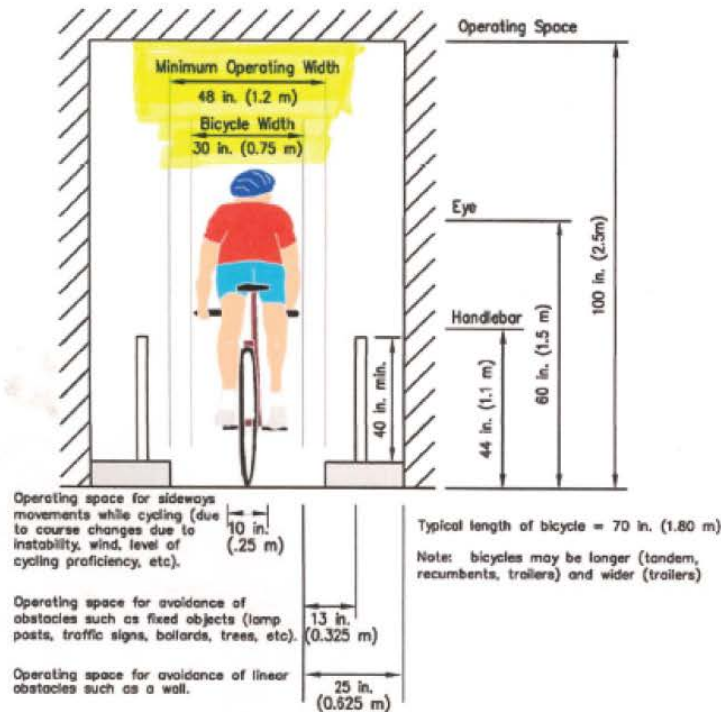 Operating Space
Minimum Operating Width
48 in. (1.2 m)
Bicycle Width
30 in. (0.75 m)
Eye
Handlebar
100 in. (2.5m)
60 in. (1.5 m)
44 in. (1.1 m)
40 in. min.
Operating space for sideways
movements while cycling (due
to course changes due to
instability, wind, level of
cycling proficiency, etc).
10 in.
(.25 m)
Typical length of bicycle = 70 in. (1.80 m)
Note: bicycles may be longer (tandem,
recumbents, trailers) and wider (trailers)
Operating space for avoidance of
obstacles such as fixed objects (lamp
posts, traffic signs, bollards, trees, etc).
13 in.
(0.325 m)
Operating space for avoidance of linear
obstacles such as a wall.
25 in.
(0.625 m)